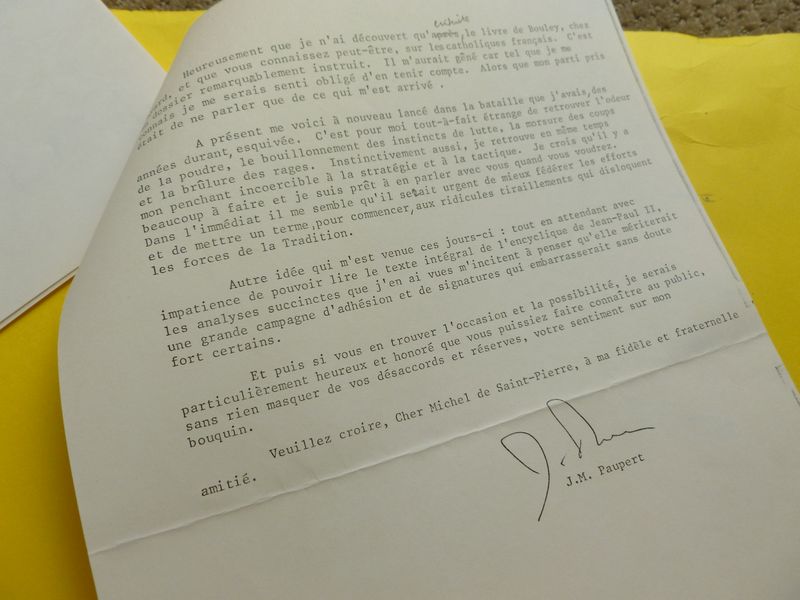 ensuite
Heureusement que je n'ai découvert qu'après, le livre de Bouley, chez
ard, et que vous connaissez peut-être, sur les catholiques français. C'est
dossier remarquablement instruit. Il m'aurait gêné car tel que je me
connais je me serais senti obligé d'en tenir compte. Alors que mon parti pris
était de ne parler que de ce qui m'est arrivé .
A présent me voici à nouveau lancé dans la bataille que j'avais, des
années durant, esquivée. C'est pour moi tout-à-fait étrange de retrouver l'odeur
de la poudre, le bouillonnement des instincts de lutte, la morsure des coups
et la brûlure des rages. Instinctivement aussi, je retrouve en même temps
mon penchant incoercible à la stratégie et à la tactique. Je crois qu'il y a
beaucoup à faire et je suis prêt à en parler avec vous quand vous voudrez.
Dans l'immédiat il me semble qu'il serait urgent de mieux fédérer les efforts
et de mettre un terme, pour commencer, aux ridicules tiraillements qui disloquent
les forces de la Tradition.
Autre idée qui m'est venue ces jours-ci : tout en attendant avec
impatience de pouvoir lire le texte intégral de l'encyclique de Jean-Paul II,
les analyses succinctes que j'en ai vues m'incitent à penser qu'elle mériterait
une grande campagne d'adhésion et de signatures qui embarrasserait sans doute
fort certains.
Et puis si vous en trouver l'occasion et la possibilité, je serais
particulièrement heureux et honoré que vous puissiez faire connaître au public,
sans rien masquer de vos désaccords et réserves, votre sentiment sur mon
bouquin.
Veuillez croire, Cher Michel de Saint-Pierre, à ma fidèle et fraternelle
amitié.
J.M. Paupert